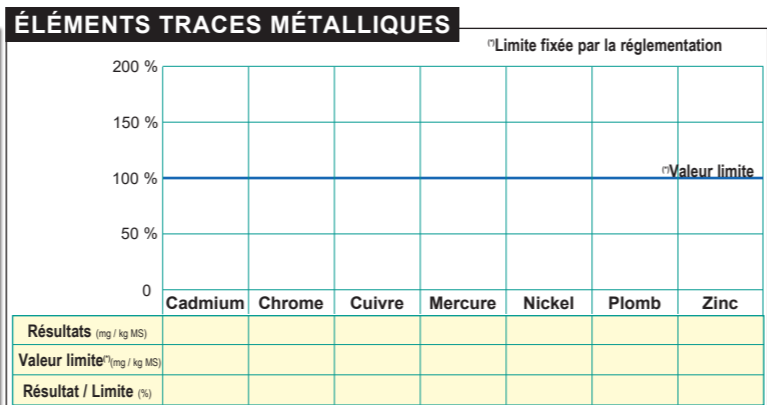 ÉLÉMENTS TRACES MÉTALLIQUES
(*)Limite fixée par la réglementation
200 %
150 %
(*)Valeur limite
100 %
50 %
0
Cadmium Chrome Cuivre Mercure Nickel Plomb Zinc
Résultats (mg / kg MS)
Valeur limite(*)(mg / kg MS)
Résultat / Limite (%)